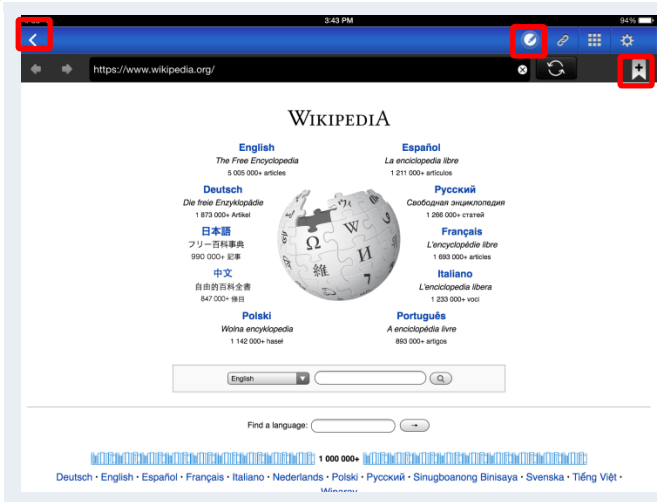 3:43 PM
94%
https://www.wikipedia.org/
WIKIPEDIA
English
The Free Encyclopedia
5 005 000+ articles
Español
La enciclopedia libre
1 211 000+ artículos
Deutsch
Die freie Enzyklopädie
1 873 000+ Artikel
Русский
Свободная энциклопедия
1 266 000+ статей
日本語
フリー百科事典
990 000+ 記事
Français
L'encyclopédie libre
1 693 000+ articles
中文
自由的百科全書
847 000+ 條目
Italiano
L'enciclopedia libera
1 233 000+ voci
Polski
Wolna encyklopedia
1 142 000+ haseł
Português
A enciclopédia livre
893 000+ artigos
Ω W И 維 7
English
Find a language:
1 000 000+
Deutsch · English · Español · Français · Italiano · Nederlands · Polski · Русский · Sinugboanong Binisaya · Svenska · Tiếng Việt ·